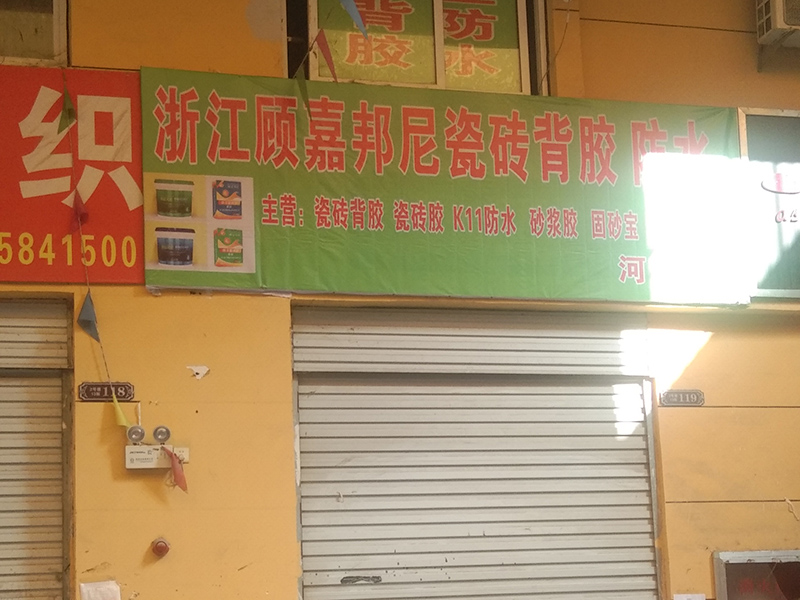 背胶
防水
织
5841500
浙江顾嘉邦尼瓷砖背胶 防水
主营：瓷砖背胶 瓷砖胶 K11防水 砂浆胶 固砂宝
河
118
119